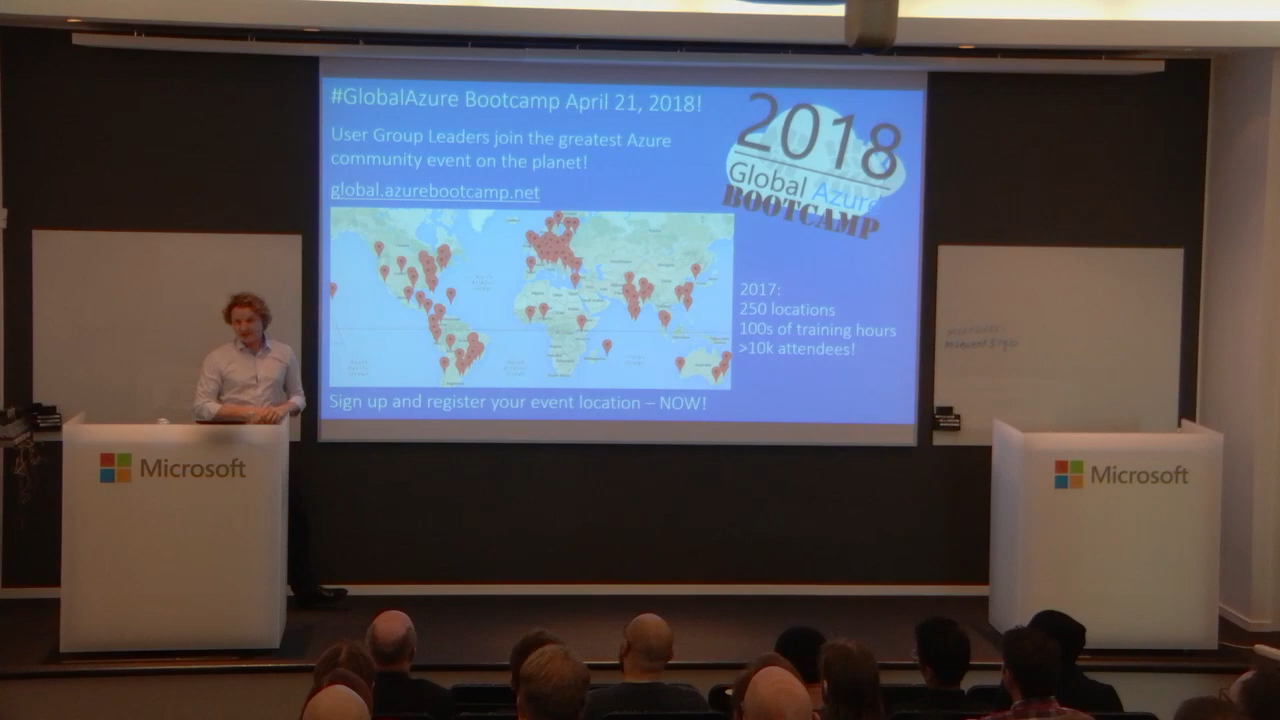 #GlobalAzure Bootcamp April 21, 2018!
User Group Leaders join the greatest Azure
community event on the planet!
global.azurebootcamp.net
2018
Global Azure
BOOTCAMP
2017:
250 locations
100s of training hours
>10k attendees!
Sign up and register your event location – NOW!
Microsoft
Microsoft